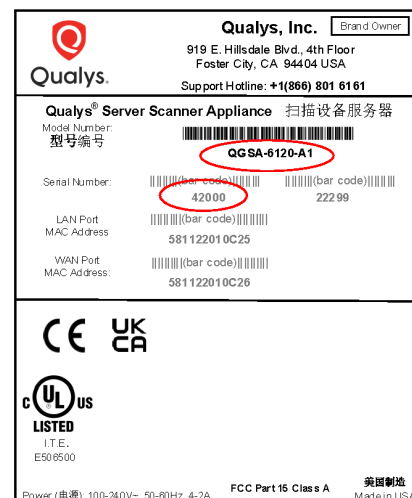 Qualys, Inc. Brand Owner
919 E. Hillsdale Blvd., 4th Floor
Foster City, CA 94404 USA
Qualys.
Support Hotline: +1(866) 801 6161
Qualys® Server Scanner Appliance 扫描设备服务器
Model Number:
型号编号
QGSA-6120-A1
Serial Number: ||||||||(bar code)|||||||| ||||||||(bar code)||||||||
42000 22299
LAN Port ||||||||(bar code)||||||||
MAC Address
581122010C25
WAN Port ||||||||(bar code)||||||||
MAC Address:
581122010C26
CE UK
CA
c UL us
LISTED
I.T.E.
E506500
FCC Part 15 Class A 美国制造
Power (电源): 100-240V~, 50-60Hz, 4-2A Made in USA